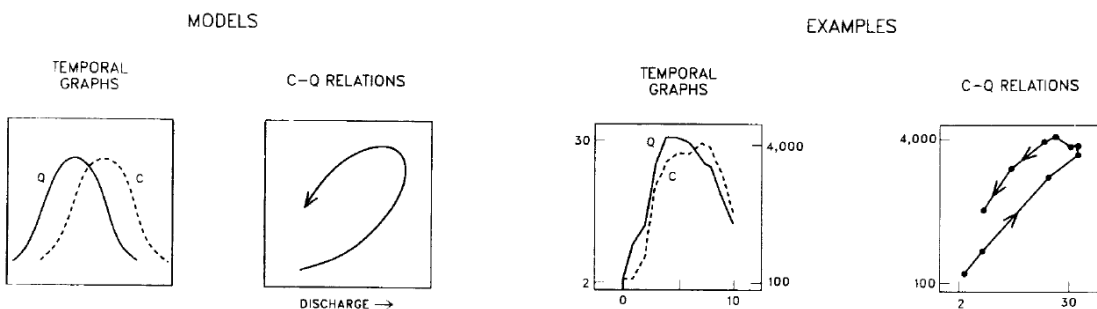 MODELS
TEMPORAL
GRAPHS
C-Q RELATIONS
Q
C
DISCHARGE →
EXAMPLES
TEMPORAL
GRAPHS
C-Q RELATIONS
30
4,000
Q
C
2
100
0
10
4,000
100
2
30